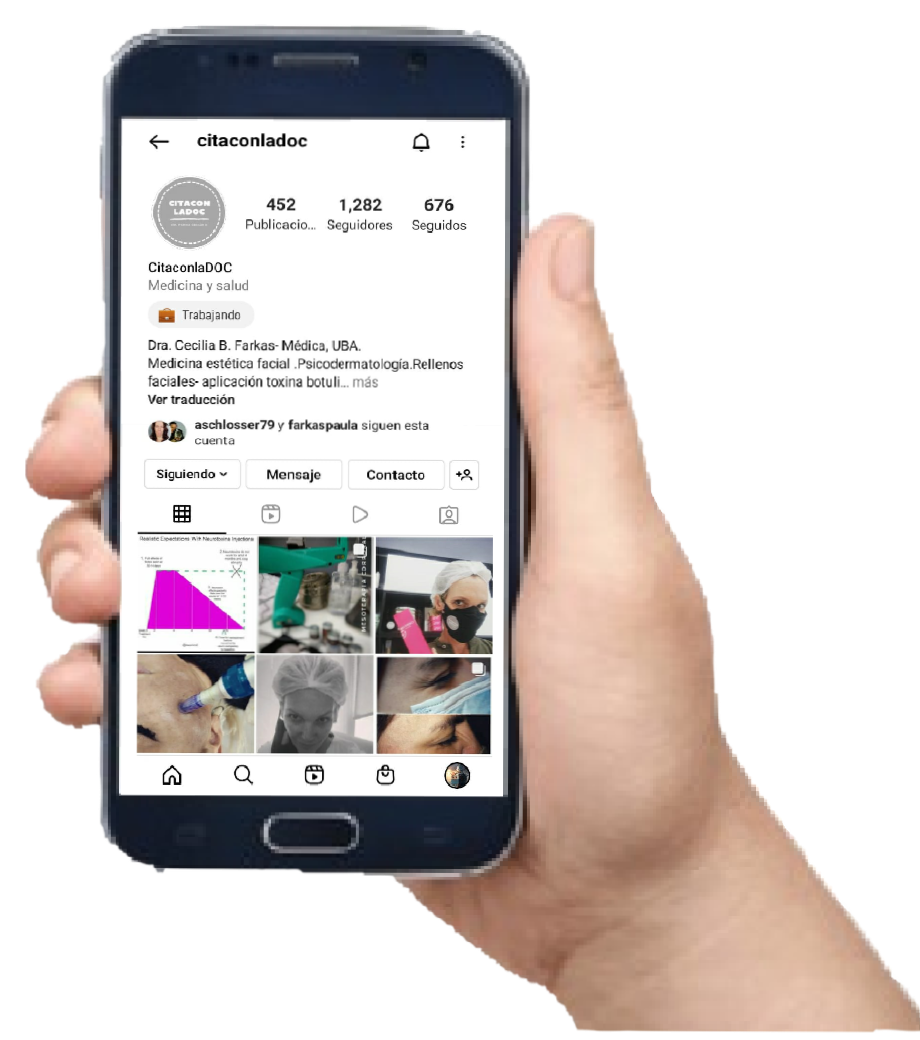 citaconladoc
CITACON
LADOC
452
1,282
676
Publicacio...
Seguidores
Seguidos
CitaconlaDOC
Medicina y salud
Trabajando
Dra. Cecilia B. Farkas- Médica, UBA.
Medicina estética facial .Psicodermatología.Rellenos
faciales- aplicación toxina botuli... más
Ver traducción
aschlosser79 y farkaspaula siguen esta
cuenta
Siguiendo
Mensaje
Contacto
Realistic Expectations With Neurotoxins Injections
MESOTERAPIA CORPORAL